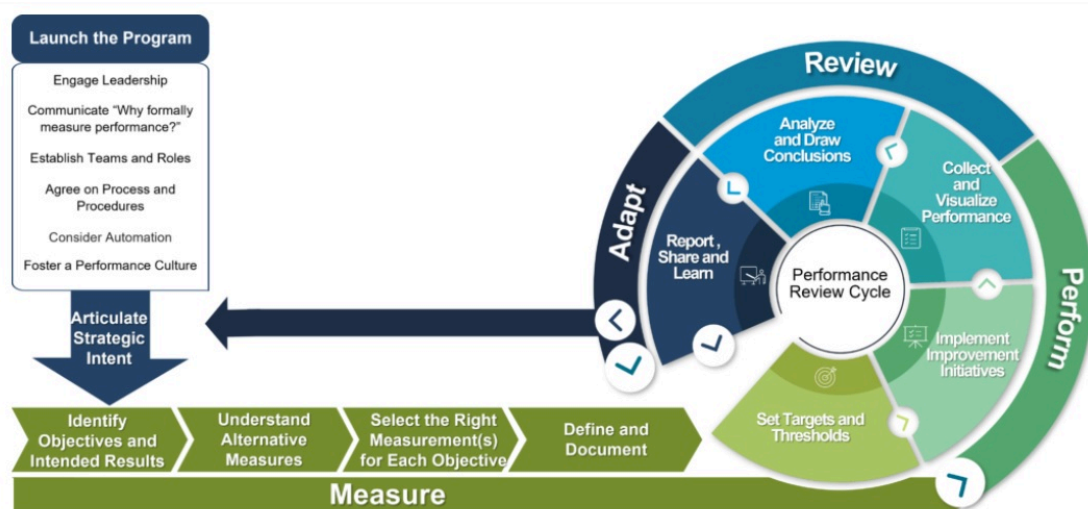 Launch the Program
Engage Leadership
Communicate “Why formally
measure performance?”
Establish Teams and Roles
Agree on Process and
Procedures
Consider Automation
Foster a Performance Culture
Articulate
Strategic
Intent
Identify
Objectives and
Intended Results
Understand
Alternative
Measures
Select the Right
Measurement(s)
for Each Objective
Define and
Document
Measure
Set Targets and
Thresholds
Implement
Improvement
Initiatives
Perform
Collect
and
Visualize
Performance
Review
Analyze
and Draw
Conclusions
Adapt
Report ,
Share and
Learn
Performance
Review Cycle